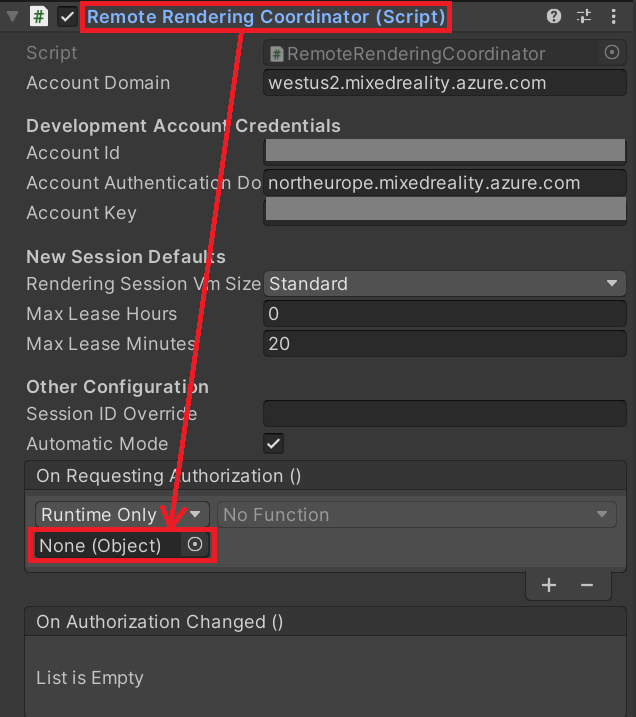 # Remote Rendering Coordinator (Script)
Script # RemoteRenderingCoordinator
Account Domain westus2.mixedreality.azure.com
Development Account Credentials
Account Id
Account Authentication Do northeurope.mixedreality.azure.com
Account Key
New Session Defaults
Rendering Session Vm Size Standard
Max Lease Hours 0
Max Lease Minutes 20
Other Configuration
Session ID Override
Automatic Mode
On Requesting Authorization ()
Runtime Only No Function
None (Object)
+ −
On Authorization Changed ()
List is Empty